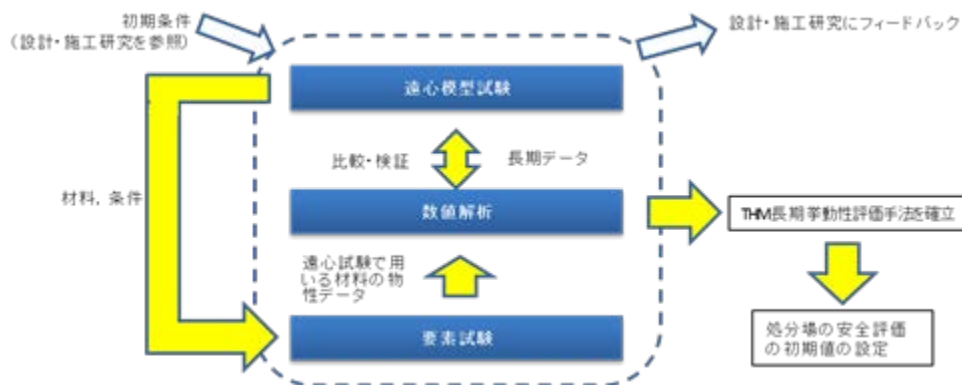 初期条件
(設計・施工研究を参照)
設計・施工研究にフィードバック
遠心模型試験
比較・検証
長期データ
材料, 条件
数値解析
THM長期挙動性評価手法を確立
遠心試験で用
いる材料の物
性データ
要素試験
処分場の安全評価
の初期値の設定